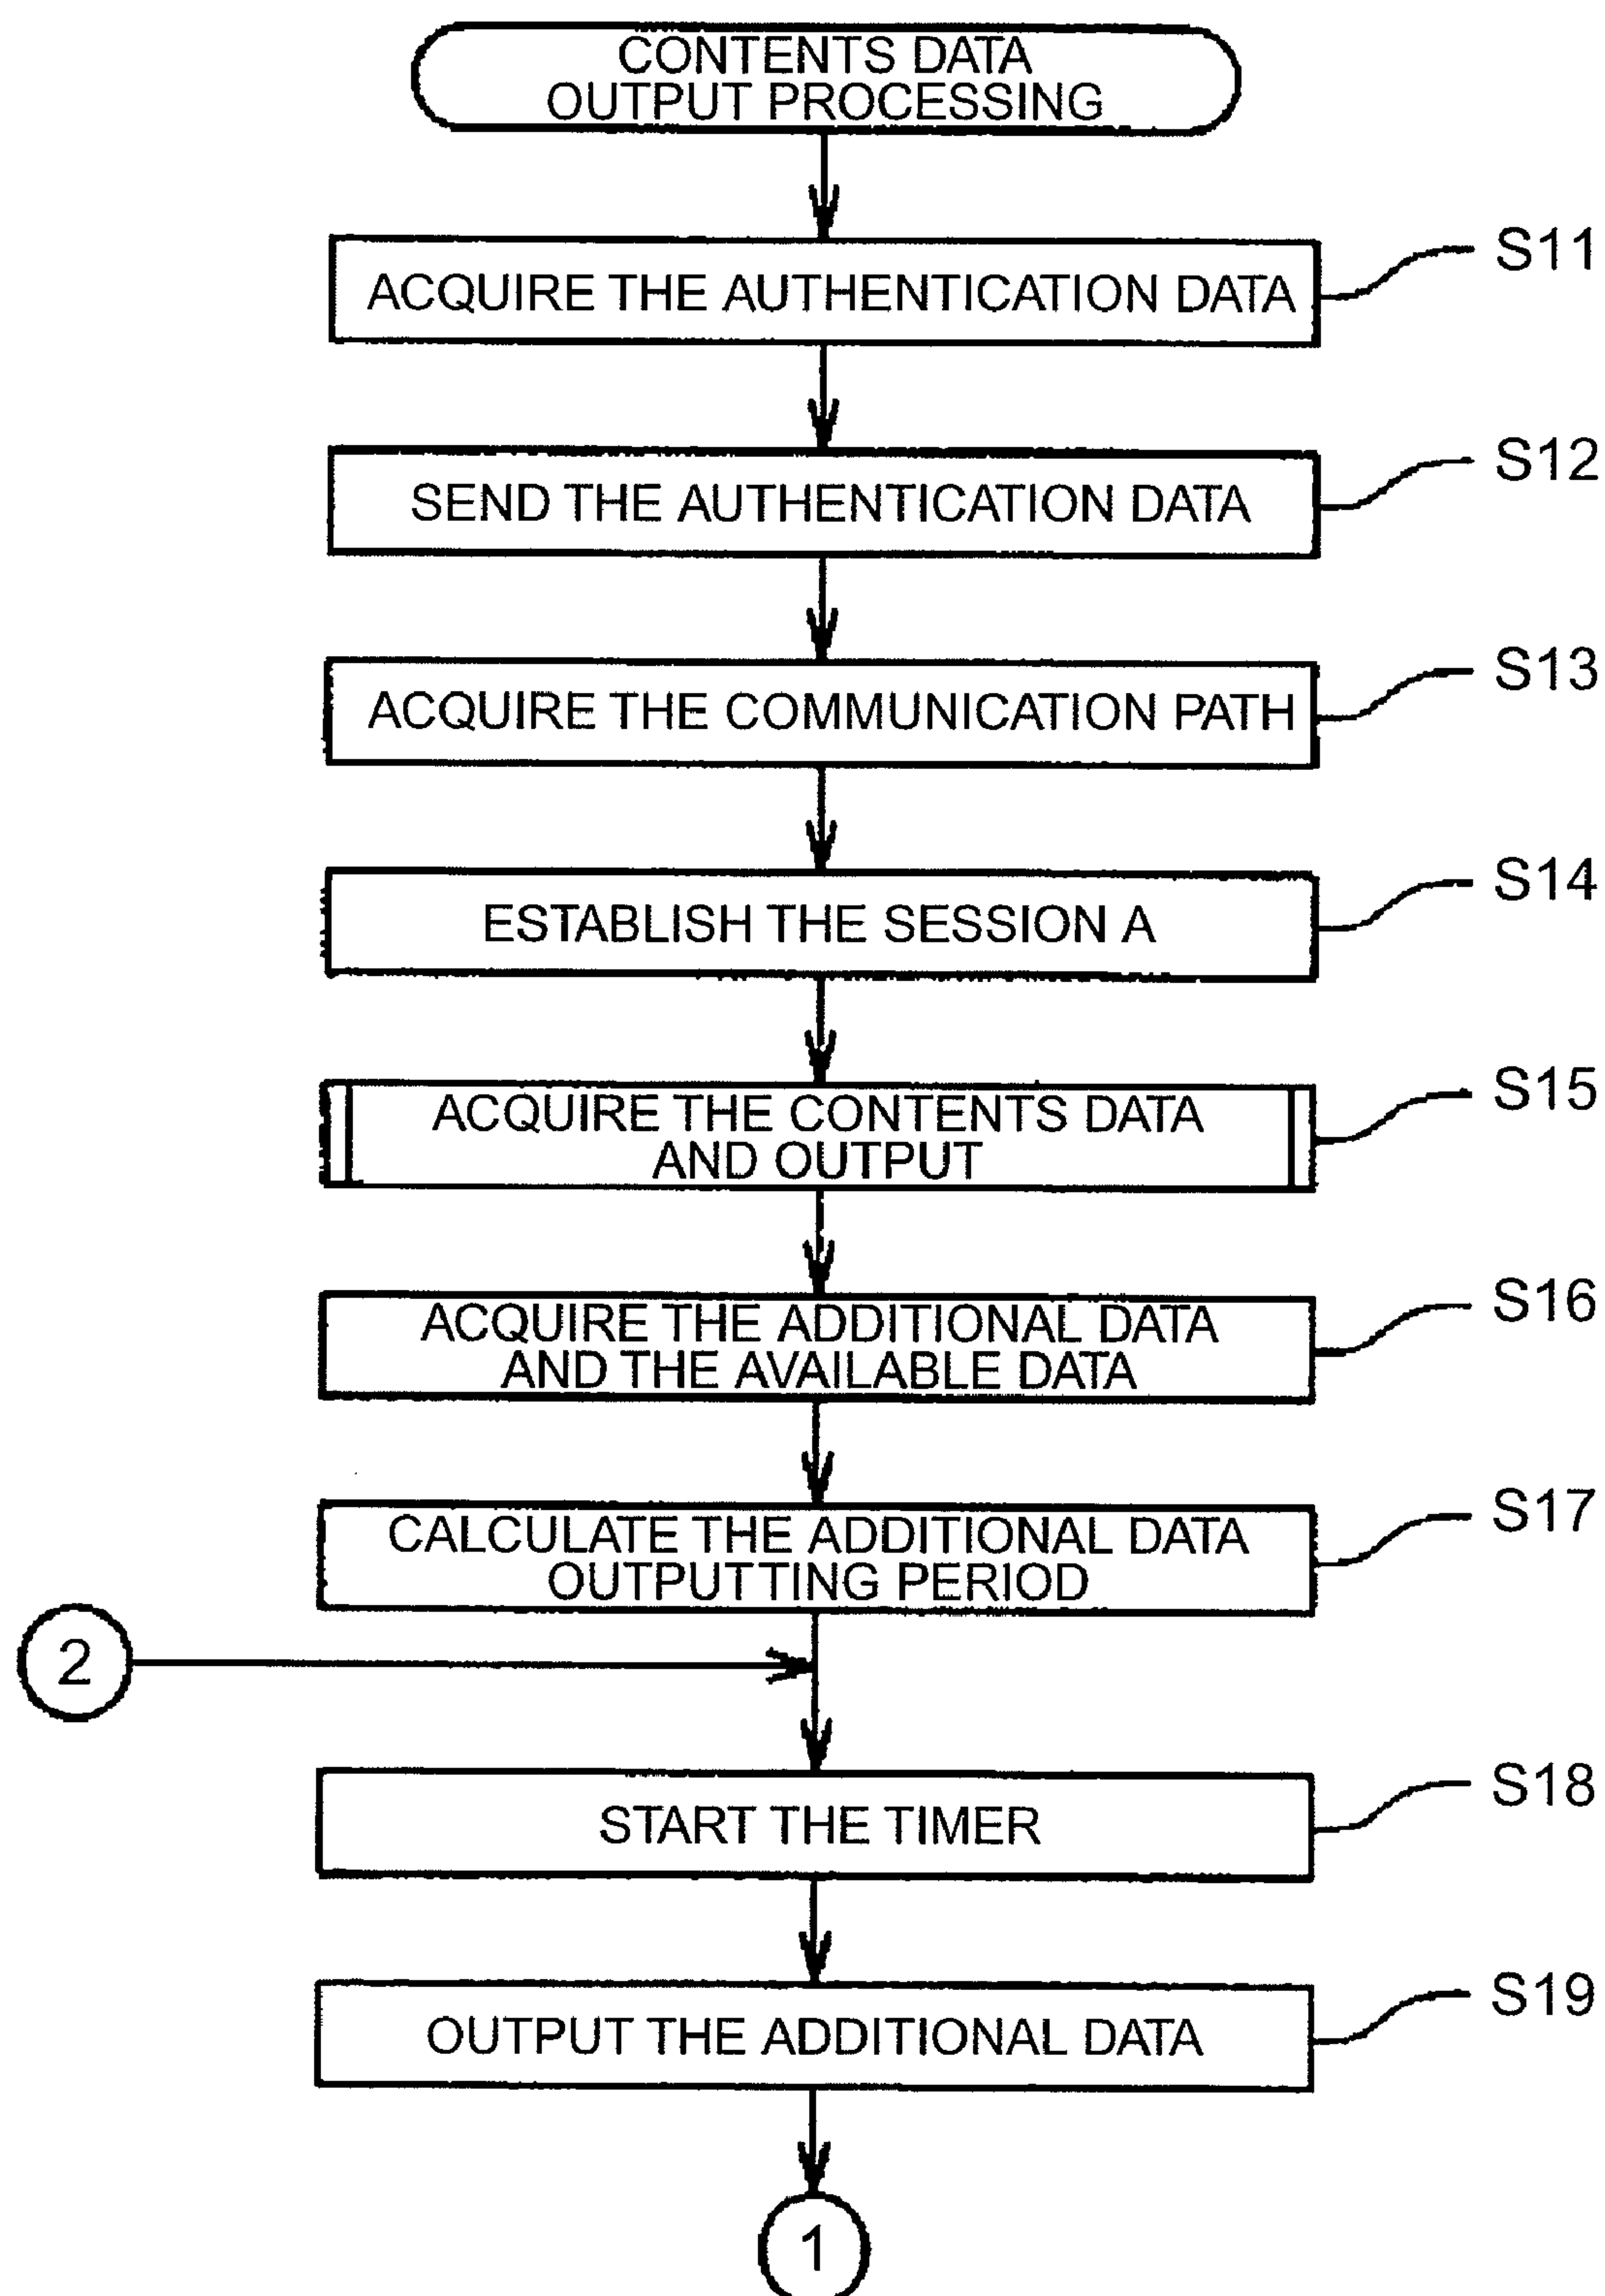 CONTENTS DATA
OUTPUT PROCESSING
ACQUIRE THE AUTHENTICATION DATA
S11
SEND THE AUTHENTICATION DATA
S12
ACQUIRE THE COMMUNICATION PATH
S13
ESTABLISH THE SESSION A
S14
ACQUIRE THE CONTENTS DATA
AND OUTPUT
S15
ACQUIRE THE ADDITIONAL DATA
AND THE AVAILABLE DATA
S16
CALCULATE THE ADDITIONAL DATA
OUTPUTTING PERIOD
S17
2
START THE TIMER
S18
OUTPUT THE ADDITIONAL DATA
S19
1